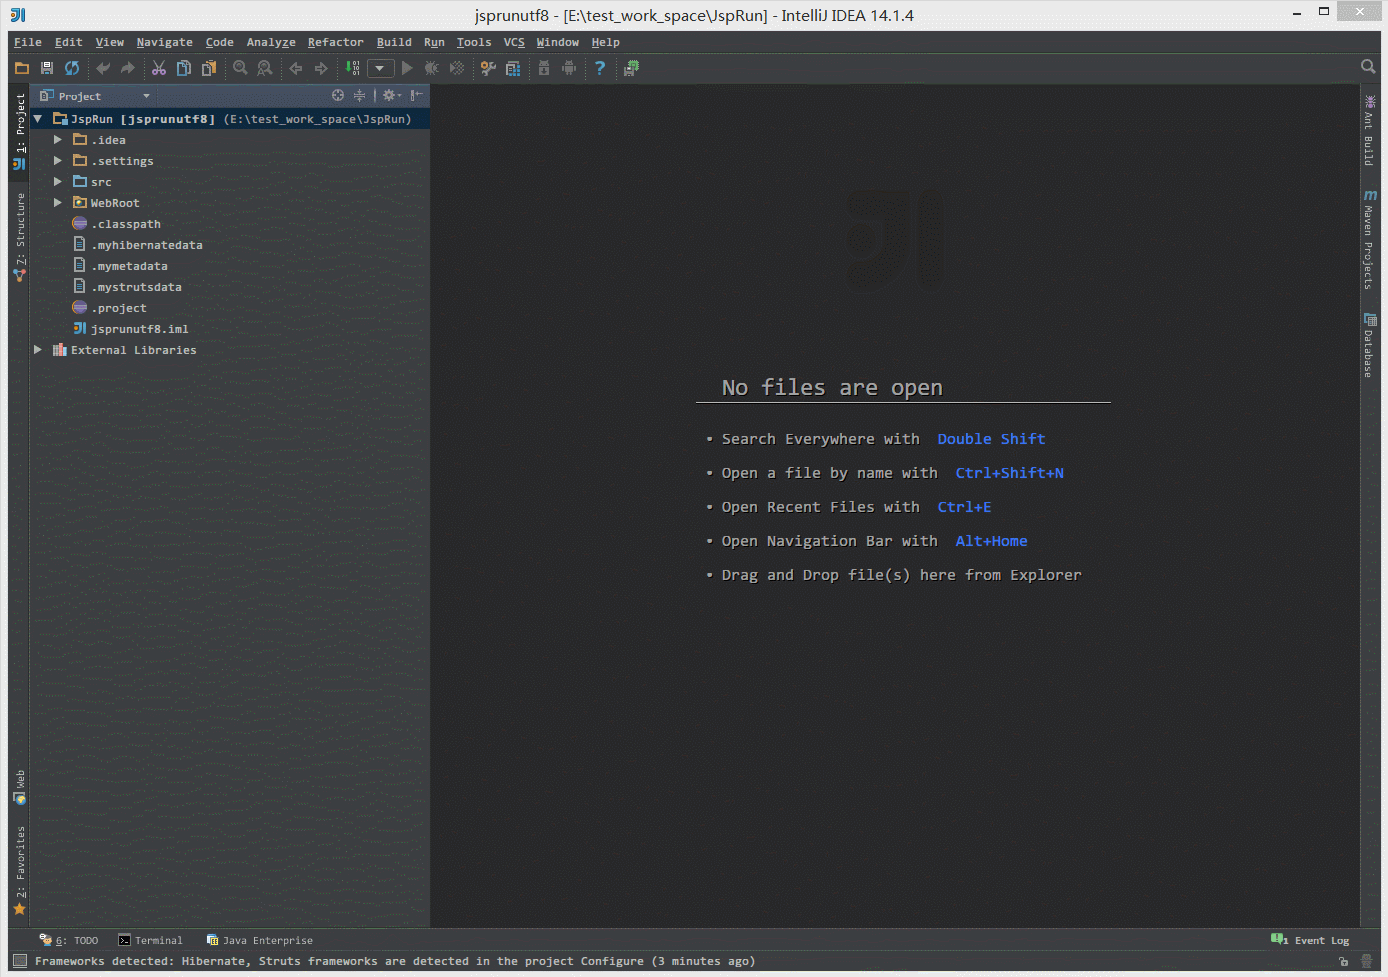 jsprunutf8 - [E:\test_work_space\JspRun] - IntelliJ IDEA 14.1.4
File Edit View Navigate Code Analyze Refactor Build Run Tools VCS Window Help
Project
JspRun [jsprunutf8] (E:\test_work_space\JspRun)
.idea
.settings
src
WebRoot
.classpath
.myhibernatedata
.mymetadata
.mystrutsdata
.project
jsprunutf8.iml
External Libraries
1: Project
7: Structure
Web
2: Favorites
No files are open
• Search Everywhere with Double Shift
• Open a file by name with Ctrl+Shift+N
• Open Recent Files with Ctrl+E
• Open Navigation Bar with Alt+Home
• Drag and Drop file(s) here from Explorer
Ant Build
Maven Projects
Database
6: TODO Terminal Java Enterprise 1 Event Log
Frameworks detected: Hibernate, Struts frameworks are detected in the project Configure (3 minutes ago)